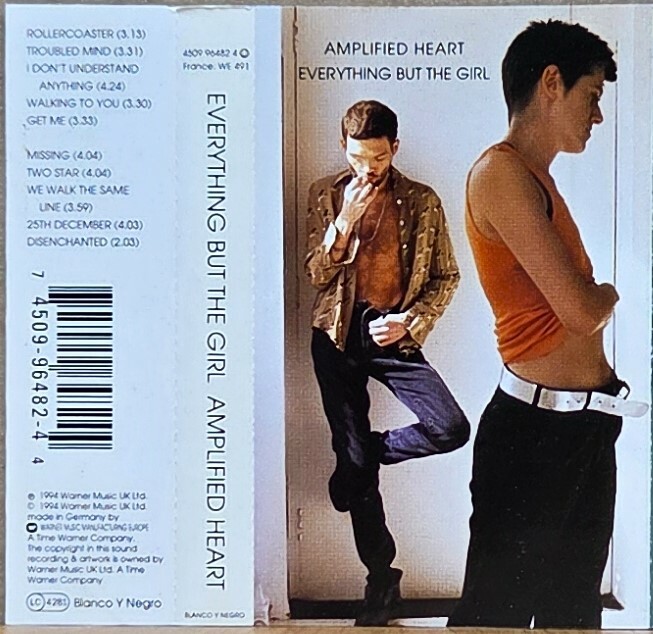 ROLLERCOASTER (3.13)
TROUBLED MIND (3.31)
I DON'T UNDERSTAND
ANYTHING (4.24)
WALKING TO YOU (3.30)
GET ME (3.33)
MISSING (4.04)
TWO STAR (4.04)
WE WALK THE SAME
LINE (3.59)
25TH DECEMBER (4.03)
DISENCHANTED (2.03)
7 4509-96482-4 4
℗ 1994 Warner Music UK Ltd.
© 1994 Warner Music UK Ltd.
made in Germany by
WARNER MUSIC MANUFACTURING EUROPE
A Time Warner Company.
The copyright in this sound
recording & artwork is owned by
Warner Music UK Ltd. A Time
Warner Company
LC 4281 Blanco Y Negro
4509 96482 4
France: WE 491
EVERYTHING BUT THE GIRL AMPLIFIED HEART
BLANCO Y NEGRO
AMPLIFIED HEART
EVERYTHING BUT THE GIRL